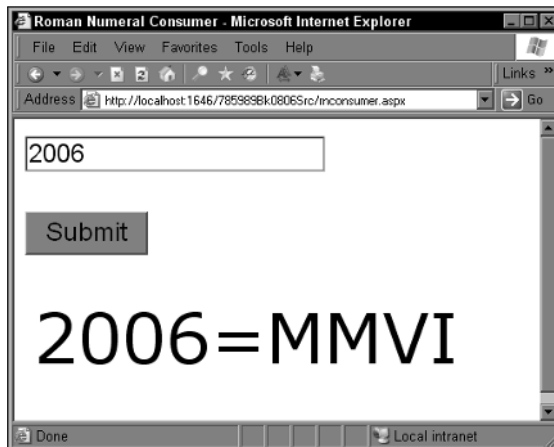 Roman Numeral Consumer - Microsoft Internet Explorer
File Edit View Favorites Tools Help
Links »
Address http://localhost:1646/785989Bk0806Src/rnconsumer.aspx Go
2006
Submit
2006=MMVI
Done Local intranet